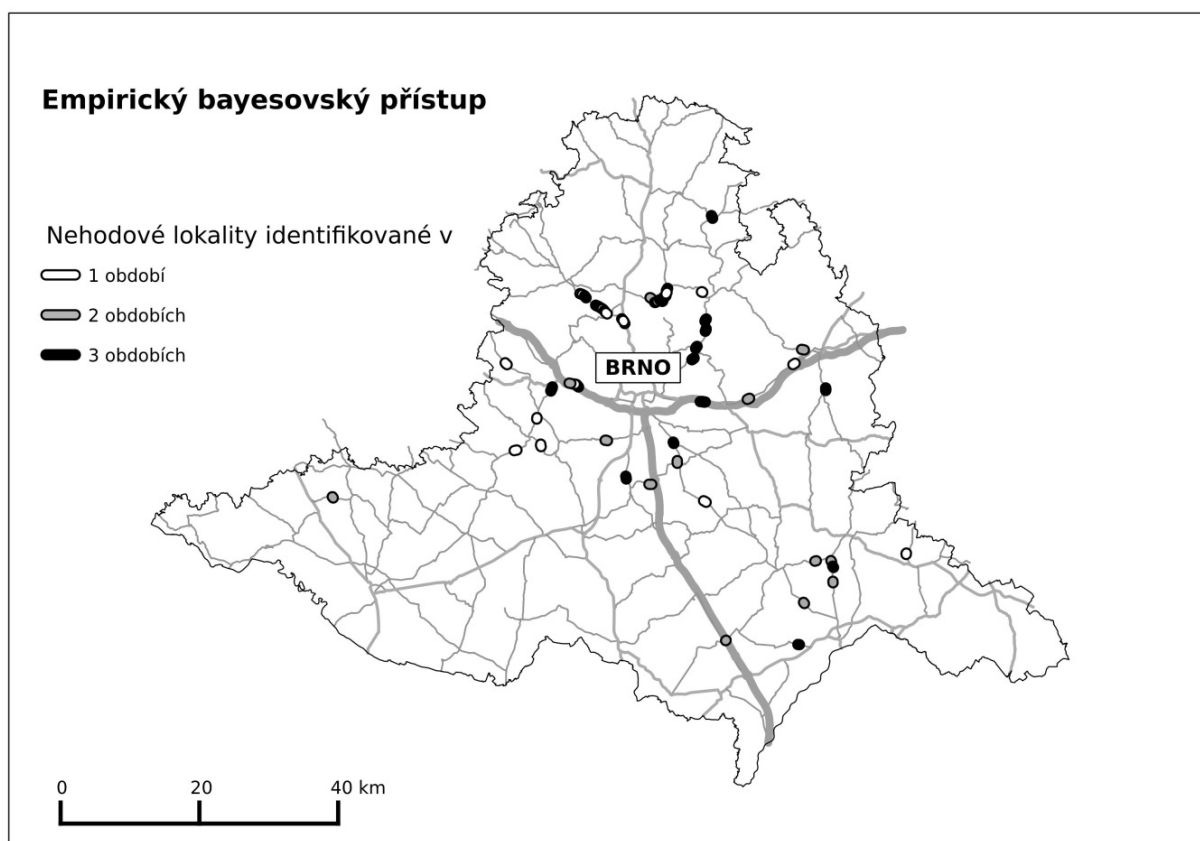 Empirický bayesovský přístup
Nehodové lokality identifikované v
1 období
2 obdobích
3 obdobích
BRNO
0 20 40 km